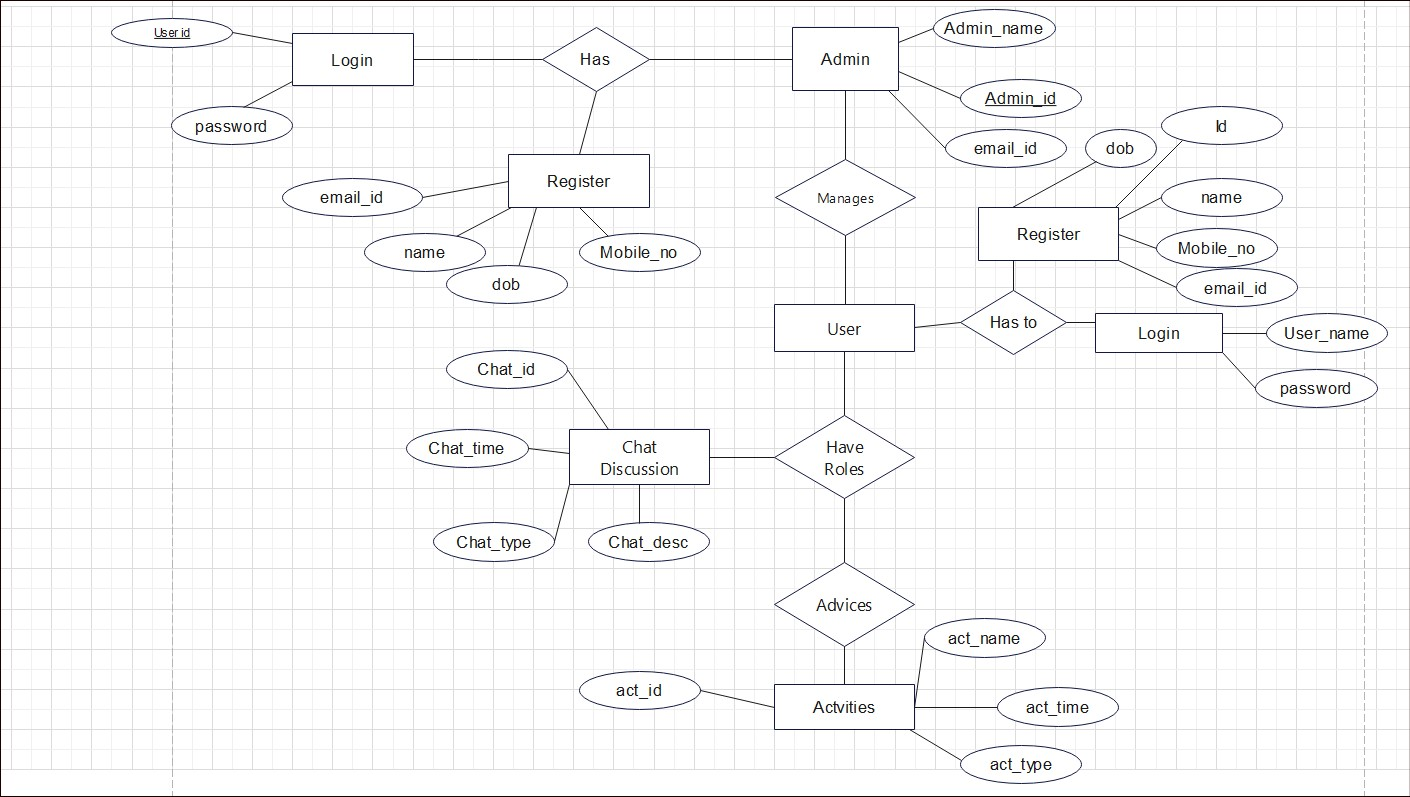 User id
Login
Has
Admin
Admin_name
password
Admin_id
email_id
dob
Id
Register
email_id
name
dob
Mobile_no
Manages
Register
name
Mobile_no
email_id
User
Has to
Login
User_name
password
Chat_id
Chat_time
Chat
Discussion
Have
Roles
Chat_type
Chat_desc
Advices
act_name
act_id
Actvities
act_time
act_type